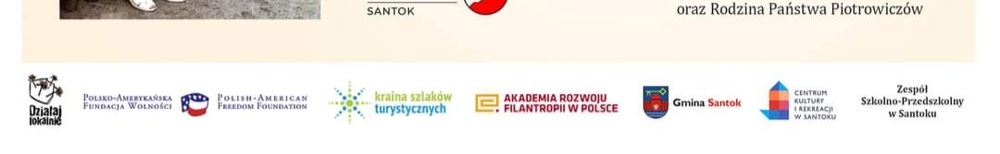 SANTOK
oraz Rodzina Państwa Piotrowiczów
Działaj
lokalnie
POLSKO-AMERYKAŃSKA
FUNDACJA WOLNOŚCI
POLISH-AMERICAN
FREEDOM FOUNDATION
kraina szlaków
turystycznych
AKADEMIA ROZWOJU
FILANTROPII W POLSCE
Gmina Santok
CENTRUM
KULTURY
I REKREACJI
W SANTOKU
Zespół
Szkolno-Przedszkolny
w Santoku